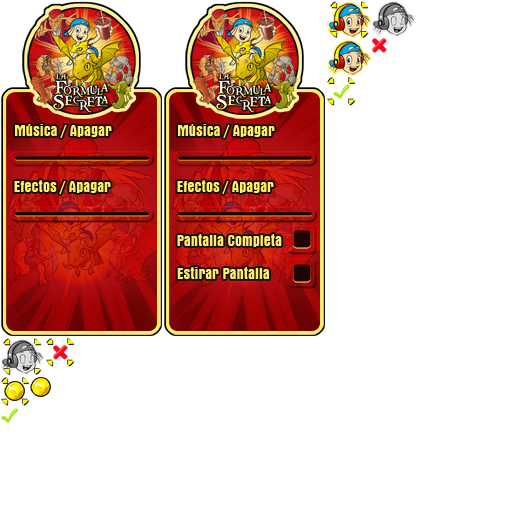 LA
FÓRMULA
SECRETA
Música / Apagar
Efectos / Apagar
LA
FÓRMULA
SECRETA
Música / Apagar
Efectos / Apagar
Pantalla Completa
Estirar Pantalla